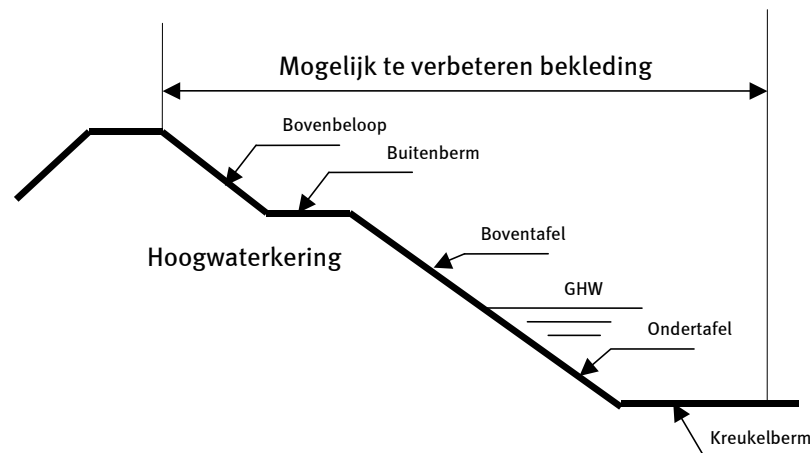 Mogelijk te verbeteren bekleding
Bovenbeloop
Buitenberm
Boventafel
Hoogwaterkering
GHW
Ondertafel
Kreukelberm